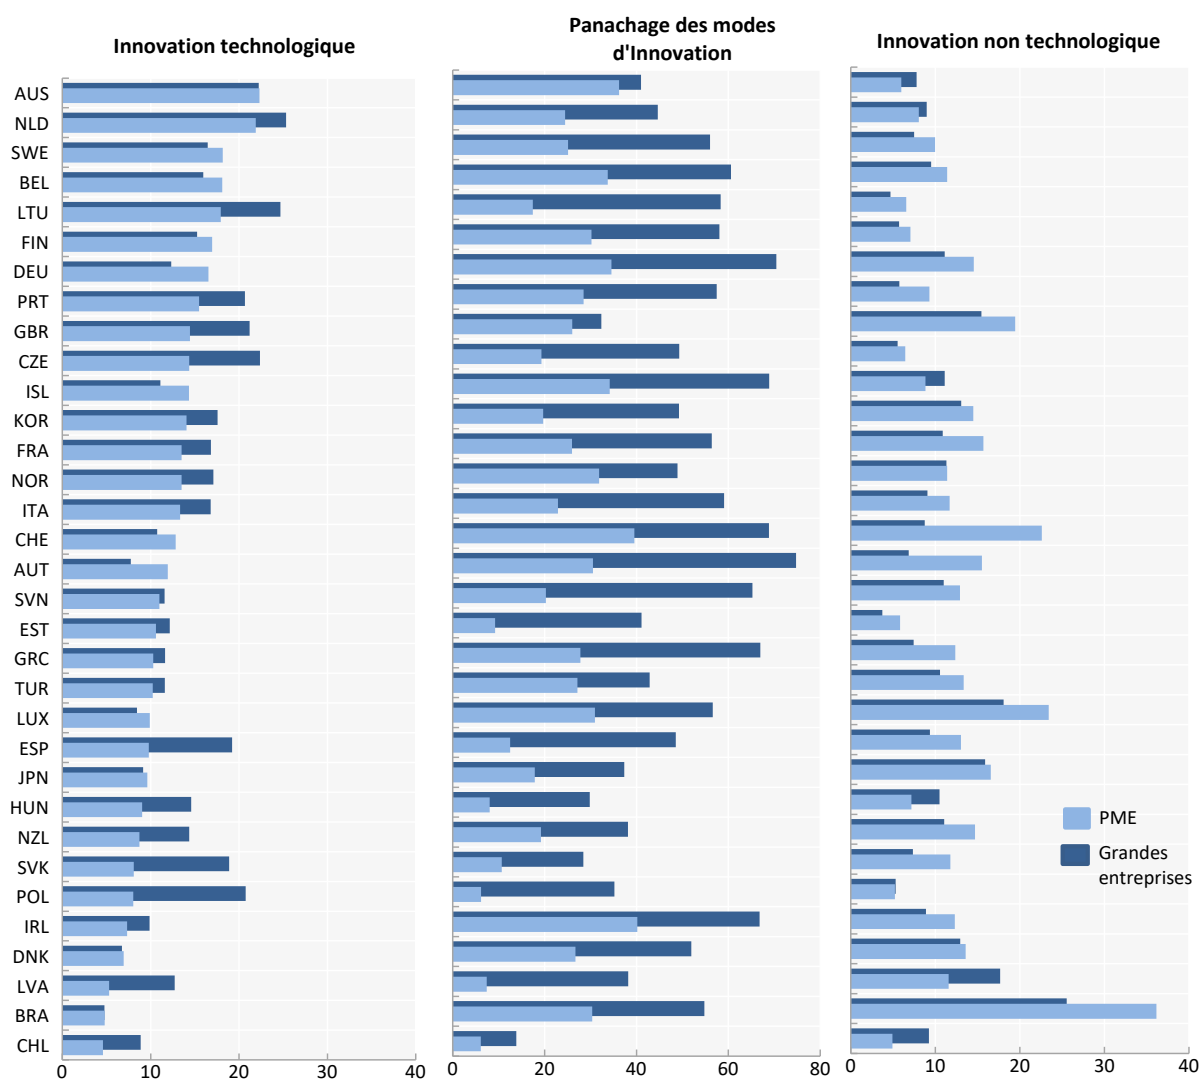 Innovation technologique
Panachage des modes
d'Innovation
Innovation non technologique
AUS
NLD
SWE
BEL
LTU
FIN
DEU
PRT
GBR
CZE
ISL
KOR
FRA
NOR
ITA
CHE
AUT
SVN
EST
GRC
TUR
LUX
ESP
JPN
HUN
NZL
SVK
POL
IRL
DNK
LVA
BRA
CHL
PME
Grandes
entreprises
0 10 20 30 40
0 20 40 60 80
0 10 20 30 40